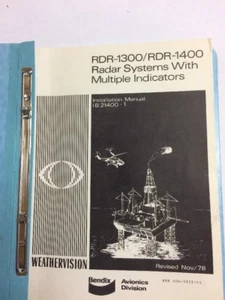 RDR-1300/RDR-1400
Radar Systems With
Multiple Indicators
Installation Manual
I.B.21400-1
WEATHERVISION
Revised Nov/78
Bendix
Avionics
Division